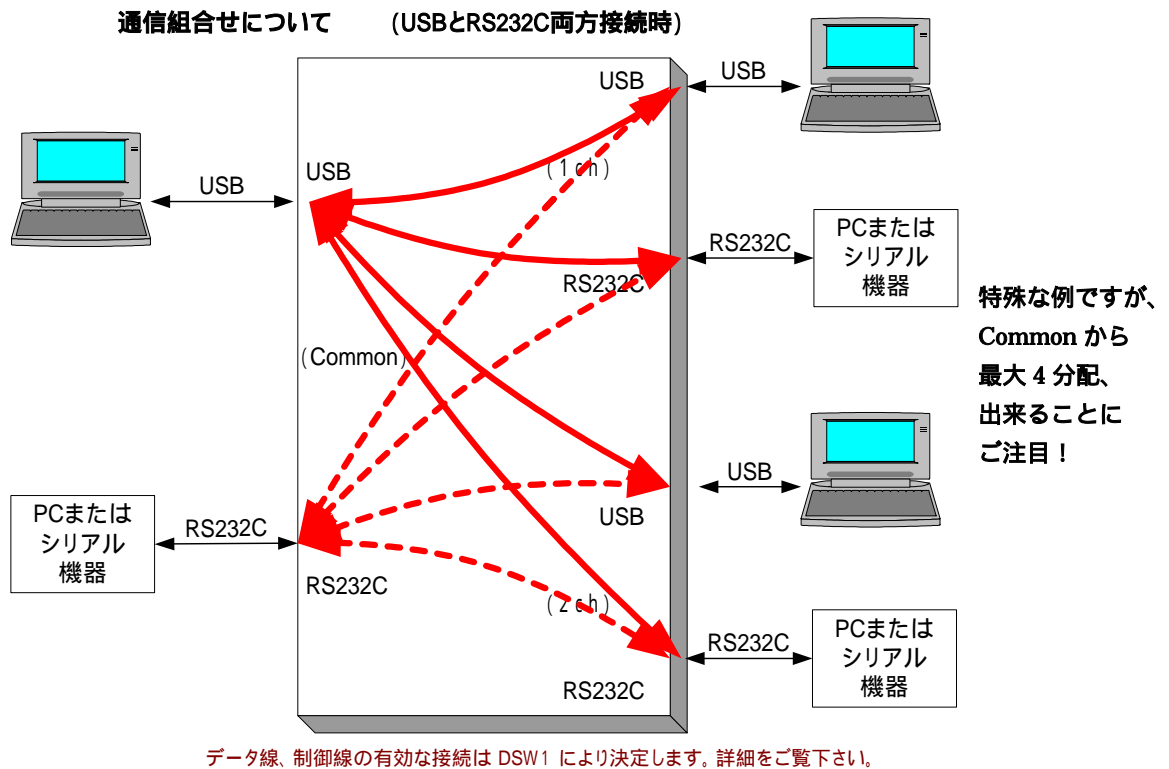 通信組合せについて (USBとRS232C両方接続時)
USB
USB
(1ch)
USB
USB
RS232C
PCまたは
シリアル
機器
RS232C
特殊な例ですが、
Common から
最大 4 分配、
出来ることに
ご注目！
(Common)
USB
USB
PCまたは
シリアル
機器
RS232C
RS232C
(2ch)
RS232C
PCまたは
シリアル
機器
RS232C
データ線、制御線の有効な接続は DSW1 により決定します。詳細をご覧下さい。